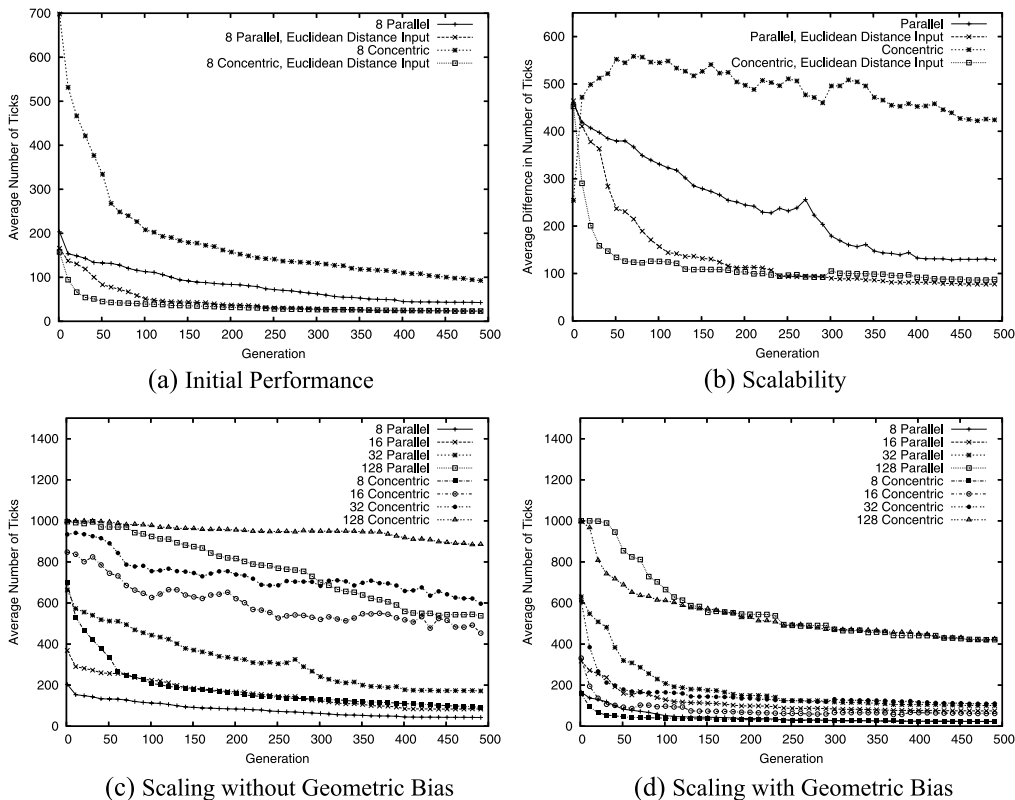 700
600
500
400
300
200
100
0
Average Number of Ticks
8 Parallel
8 Parallel, Euclidean Distance Input
8 Concentric
8 Concentric, Euclidean Distance Input
0 50 100 150 200 250 300 350 400 450 500
Generation
(a) Initial Performance
600
500
400
300
200
100
0
Average Differnce in Number of Ticks
Parallel
Parallel, Euclidean Distance Input
Concentric
Concentric, Euclidean Distance Input
0 50 100 150 200 250 300 350 400 450 500
Generation
(b) Scalability
1400
1200
1000
800
600
400
200
0
Average Number of Ticks
8 Parallel
16 Parallel
32 Parallel
128 Parallel
8 Concentric
16 Concentric
32 Concentric
128 Concentric
0 50 100 150 200 250 300 350 400 450 500
Generation
(c) Scaling without Geometric Bias
1400
1200
1000
800
600
400
200
0
Average Number of Ticks
8 Parallel
16 Parallel
32 Parallel
128 Parallel
8 Concentric
16 Concentric
32 Concentric
128 Concentric
0 50 100 150 200 250 300 350 400 450 500
Generation
(d) Scaling with Geometric Bias